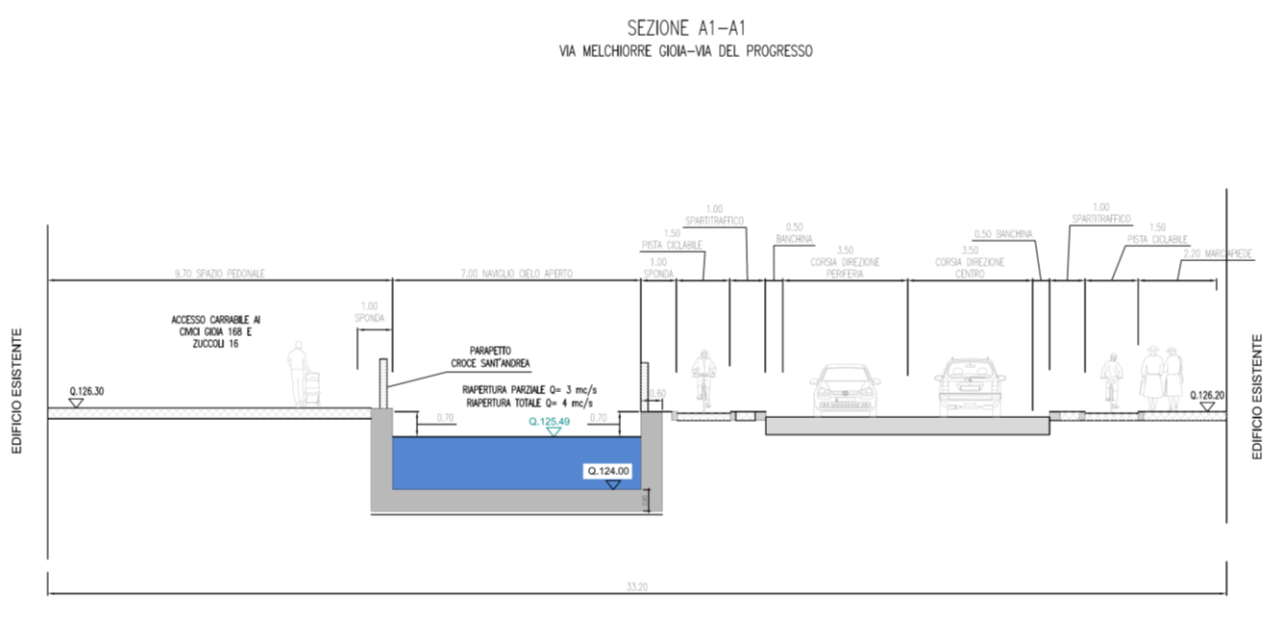 SEZIONE A1-A1
VIA MELCHIORRE GIOIA-VIA DEL PROGRESSO
1.00
SPARTITRAFFICO
1.50
PISTA CICLABILE
0.50
BANCHINA
1.00
SPONDA
3.50
CORSIA DIREZIONE
PERIFERIA
3.50
CORSIA DIREZIONE
CENTRO
0.50 BANCHINA
1.00
SPARTITRAFFICO
1.50
PISTA CICLABILE
2.20 MARCIAPIEDE
9.70 SPAZIO PEDONALE
7.00 NAVIGLIO CIELO APERTO
1.00
SPONDA
ACCESSO CARRABILE AI
CIVICI GIOIA 168 E
ZUCCOLI 16
PARAPETTO
CROCE SANT'ANDREA
RIAPERTURA PARZIALE Q= 3 mc/s
RIAPERTURA TOTALE Q= 4 mc/s
EDIFICIO ESISTENTE
Q.126.30
0.70
Q.125.49
0.70
0.60
Q.124.00
Q.126.20
EDIFICIO ESISTENTE
33.20